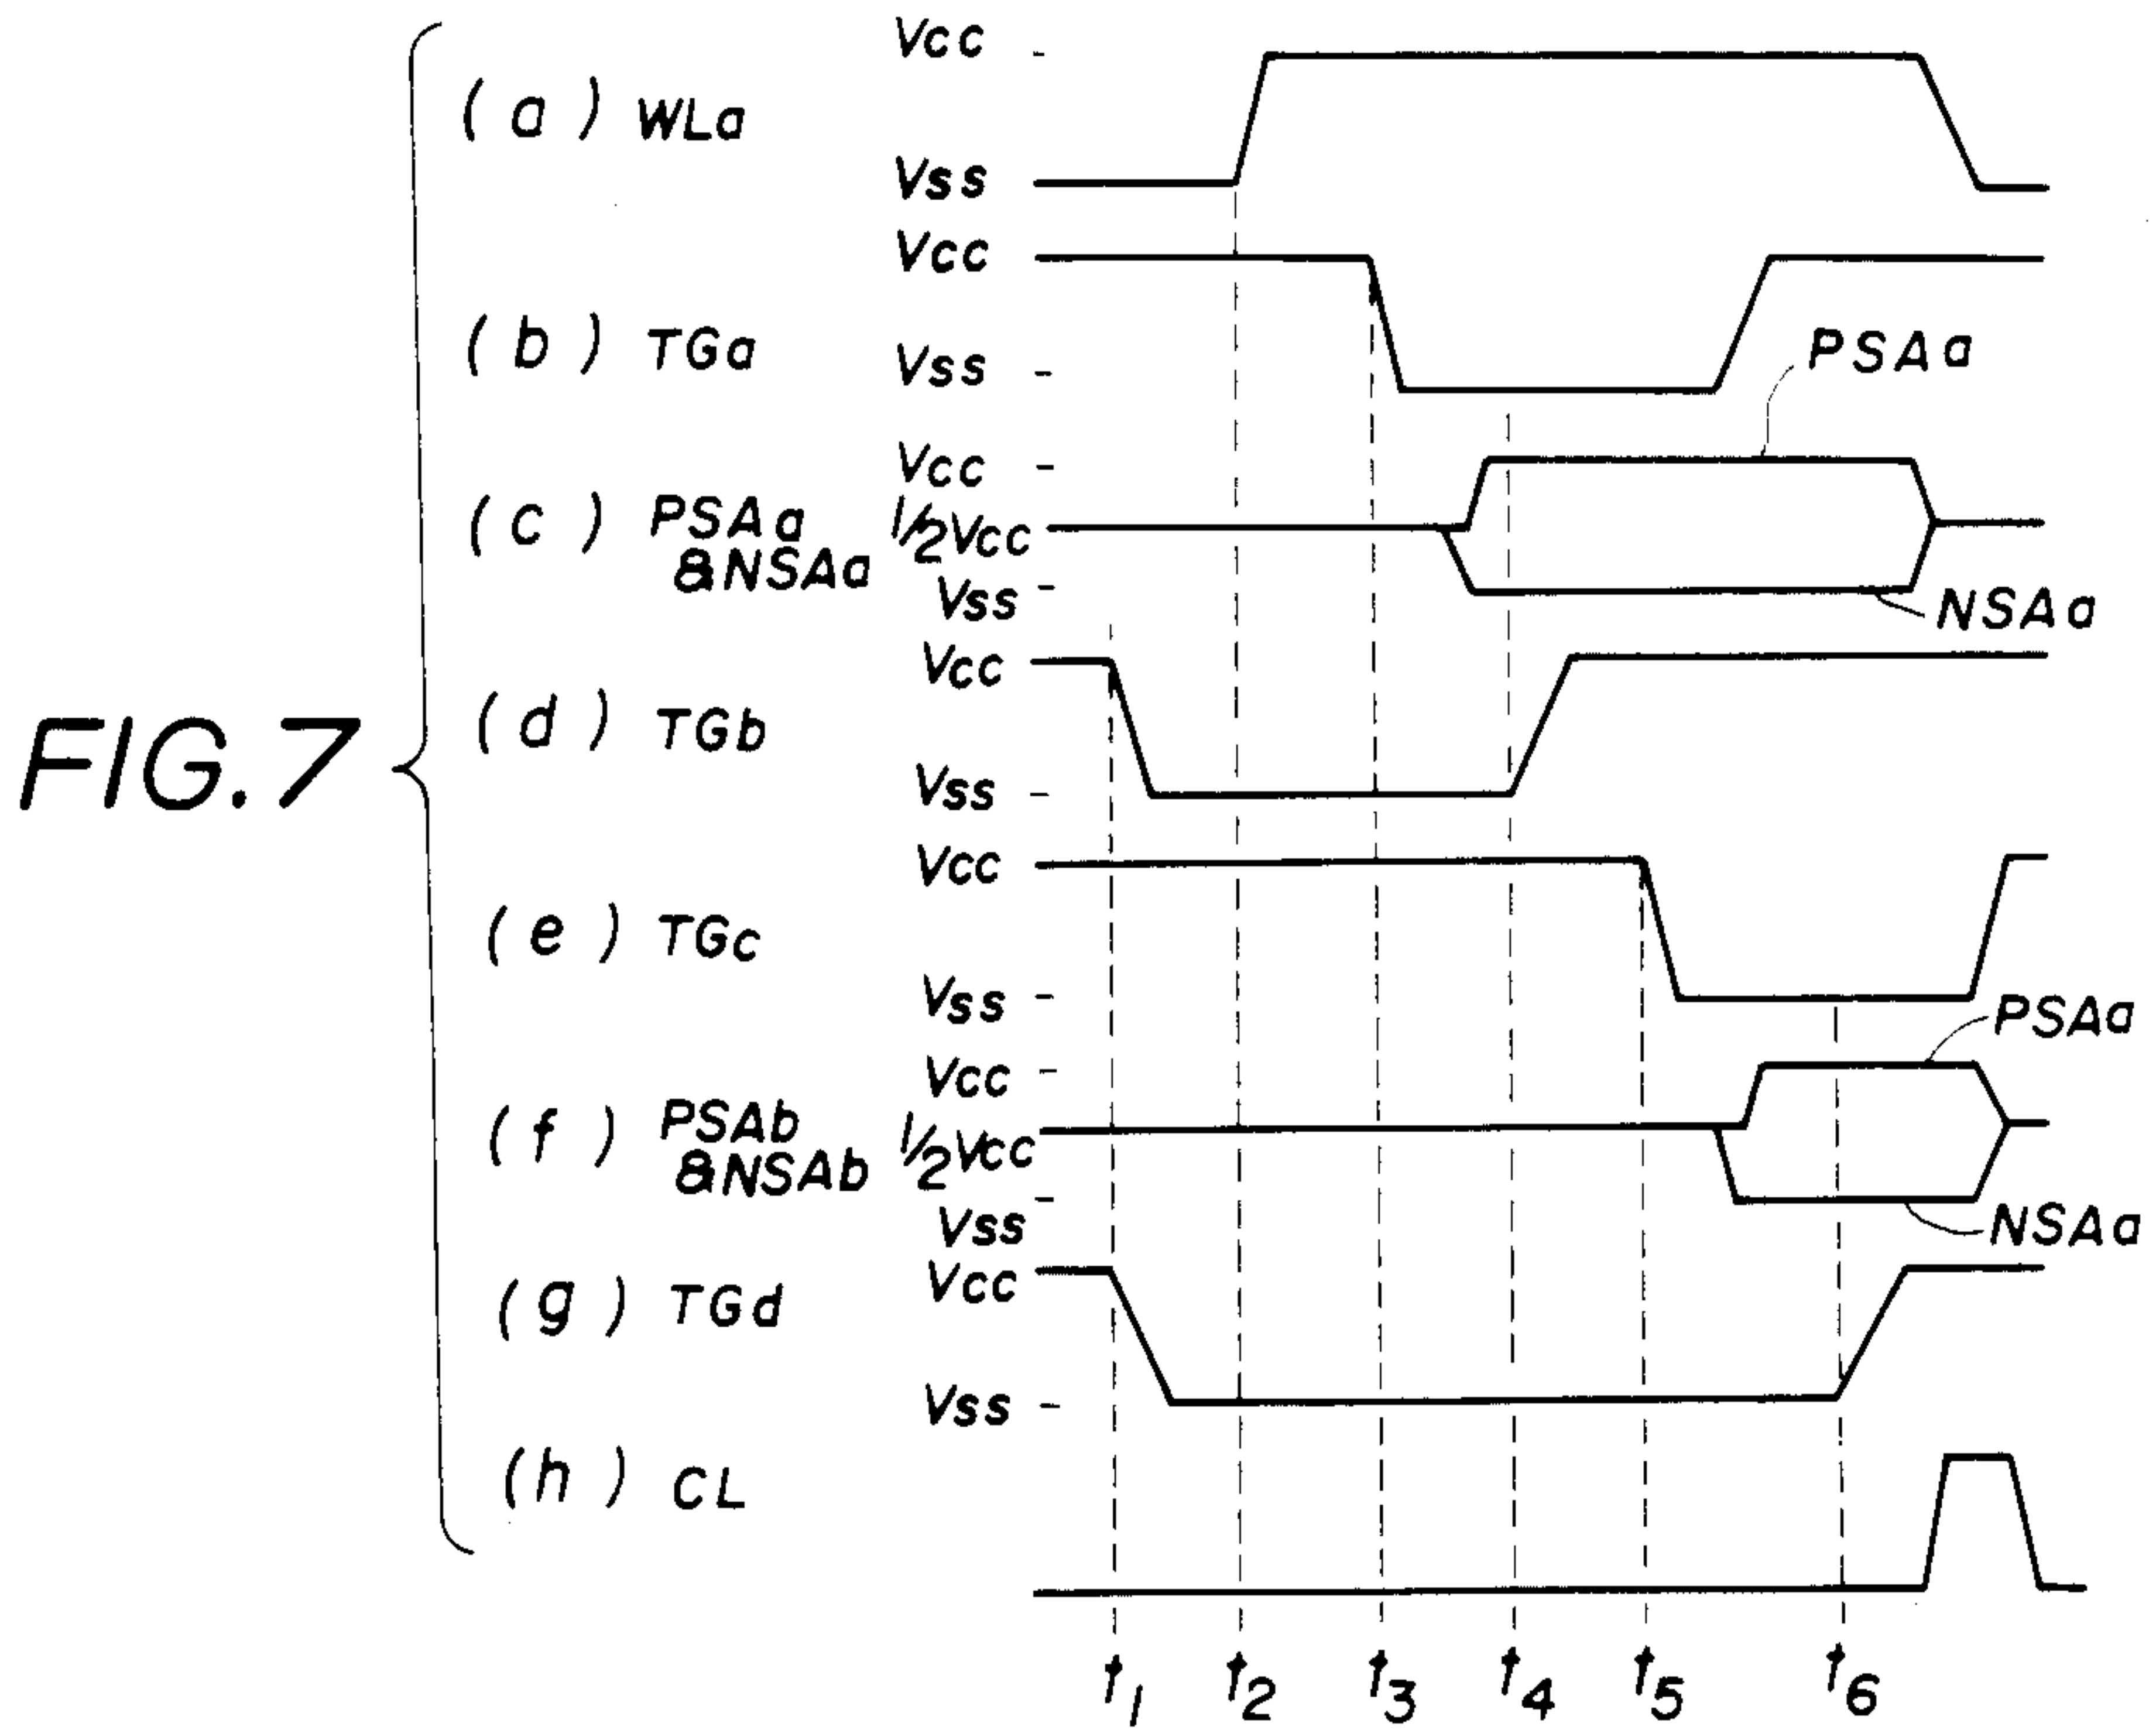 Vcc
(a) WLa
Vss
Vcc
(b) TGa
Vss
PSAa
Vcc
(c) PSAa
&NSAa
1/2Vcc
Vss
NSAa
Vcc
(d) TGb
Vss
FIG.7
Vcc
(e) TGc
Vss
PSAa
Vcc
(f) PSAb
&NSAb
1/2Vcc
Vss
NSAa
Vcc
(g) TGd
Vss
(h) CL
t1 t2 t3 t4 t5 t6